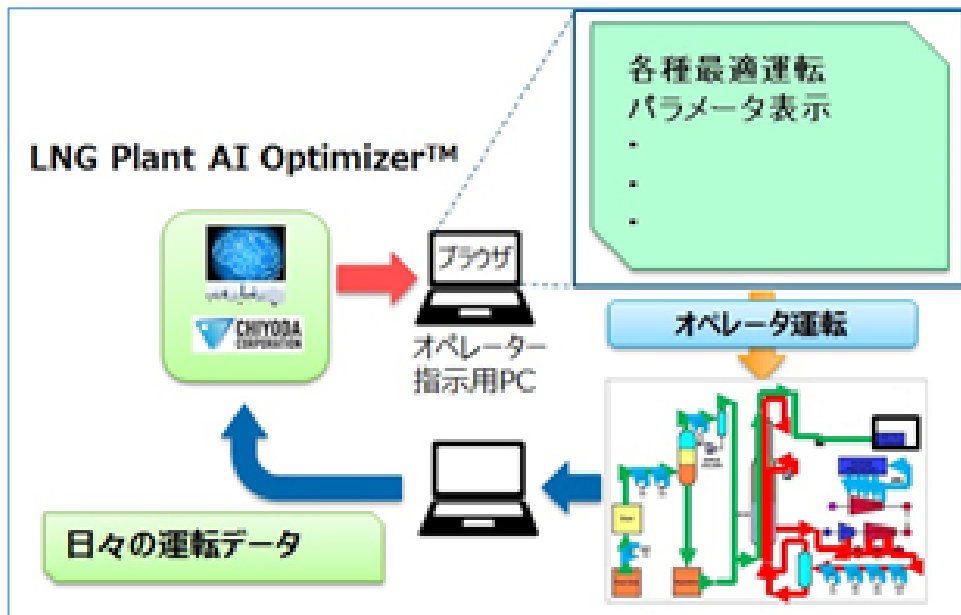 各種最適運転
パラメータ表示
・
・
・
LNG Plant AI Optimizer™
ブラウザ
CHIYODA
CORPORATION
オペレーター
指示用PC
オペレータ運転
日々の運転データ